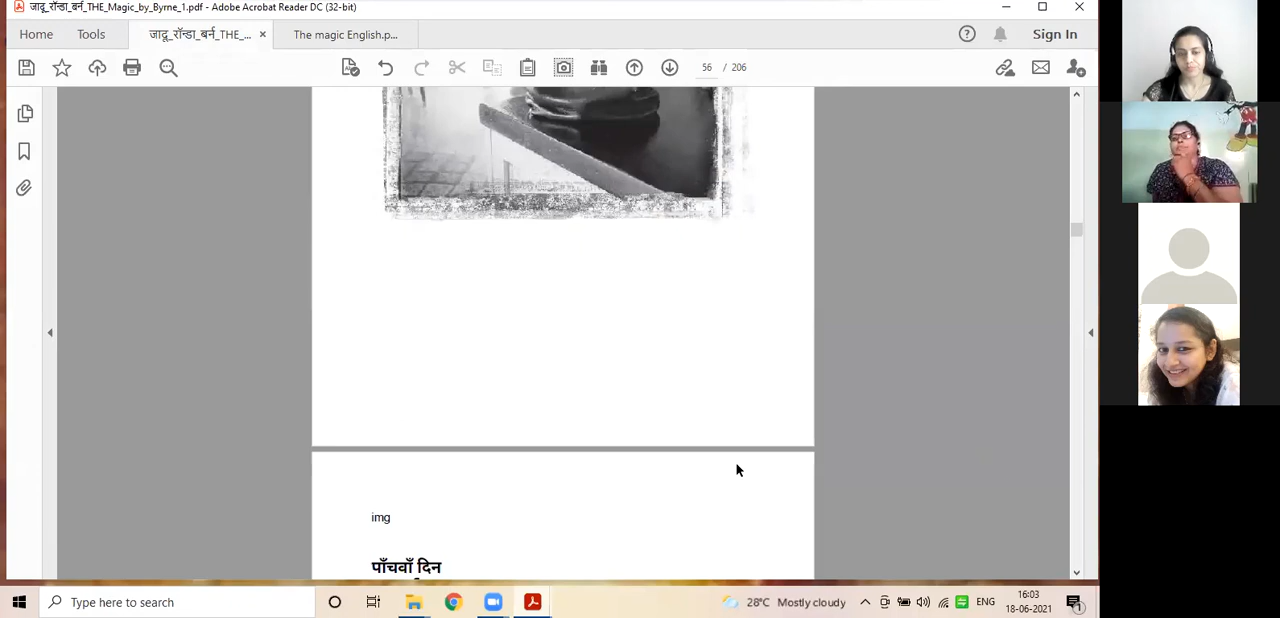 जादू_रॉन्डा_बर्न_THE_Magic_by_Byrne_1.pdf - Adobe Acrobat Reader DC (32-bit)
Home
Tools
जादू_रॉन्डा_बर्न_THE_...
The magic English.p...
Sign In
56 / 206
img
पाँचवाँ दिन
Type here to search
28°C Mostly cloudy
ENG
16:03
18-06-2021